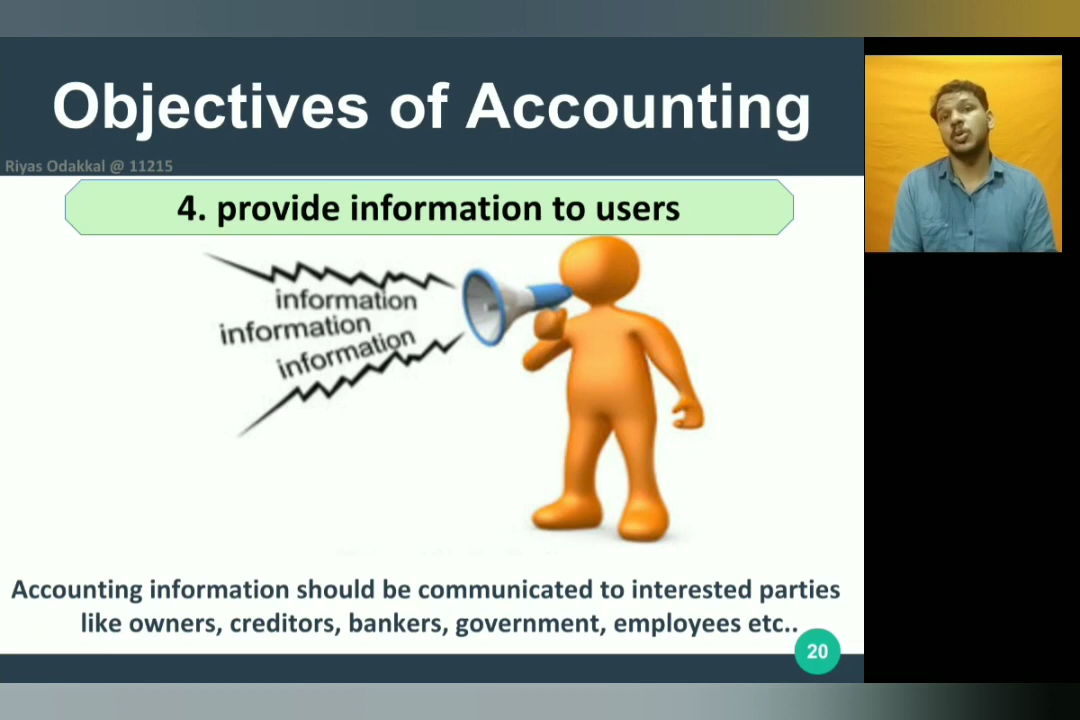 Objectives of Accounting
Riyas Odakkal @ 11215
4. provide information to users
information
information
information
Accounting information should be communicated to interested parties
like owners, creditors, bankers, government, employees etc..
20